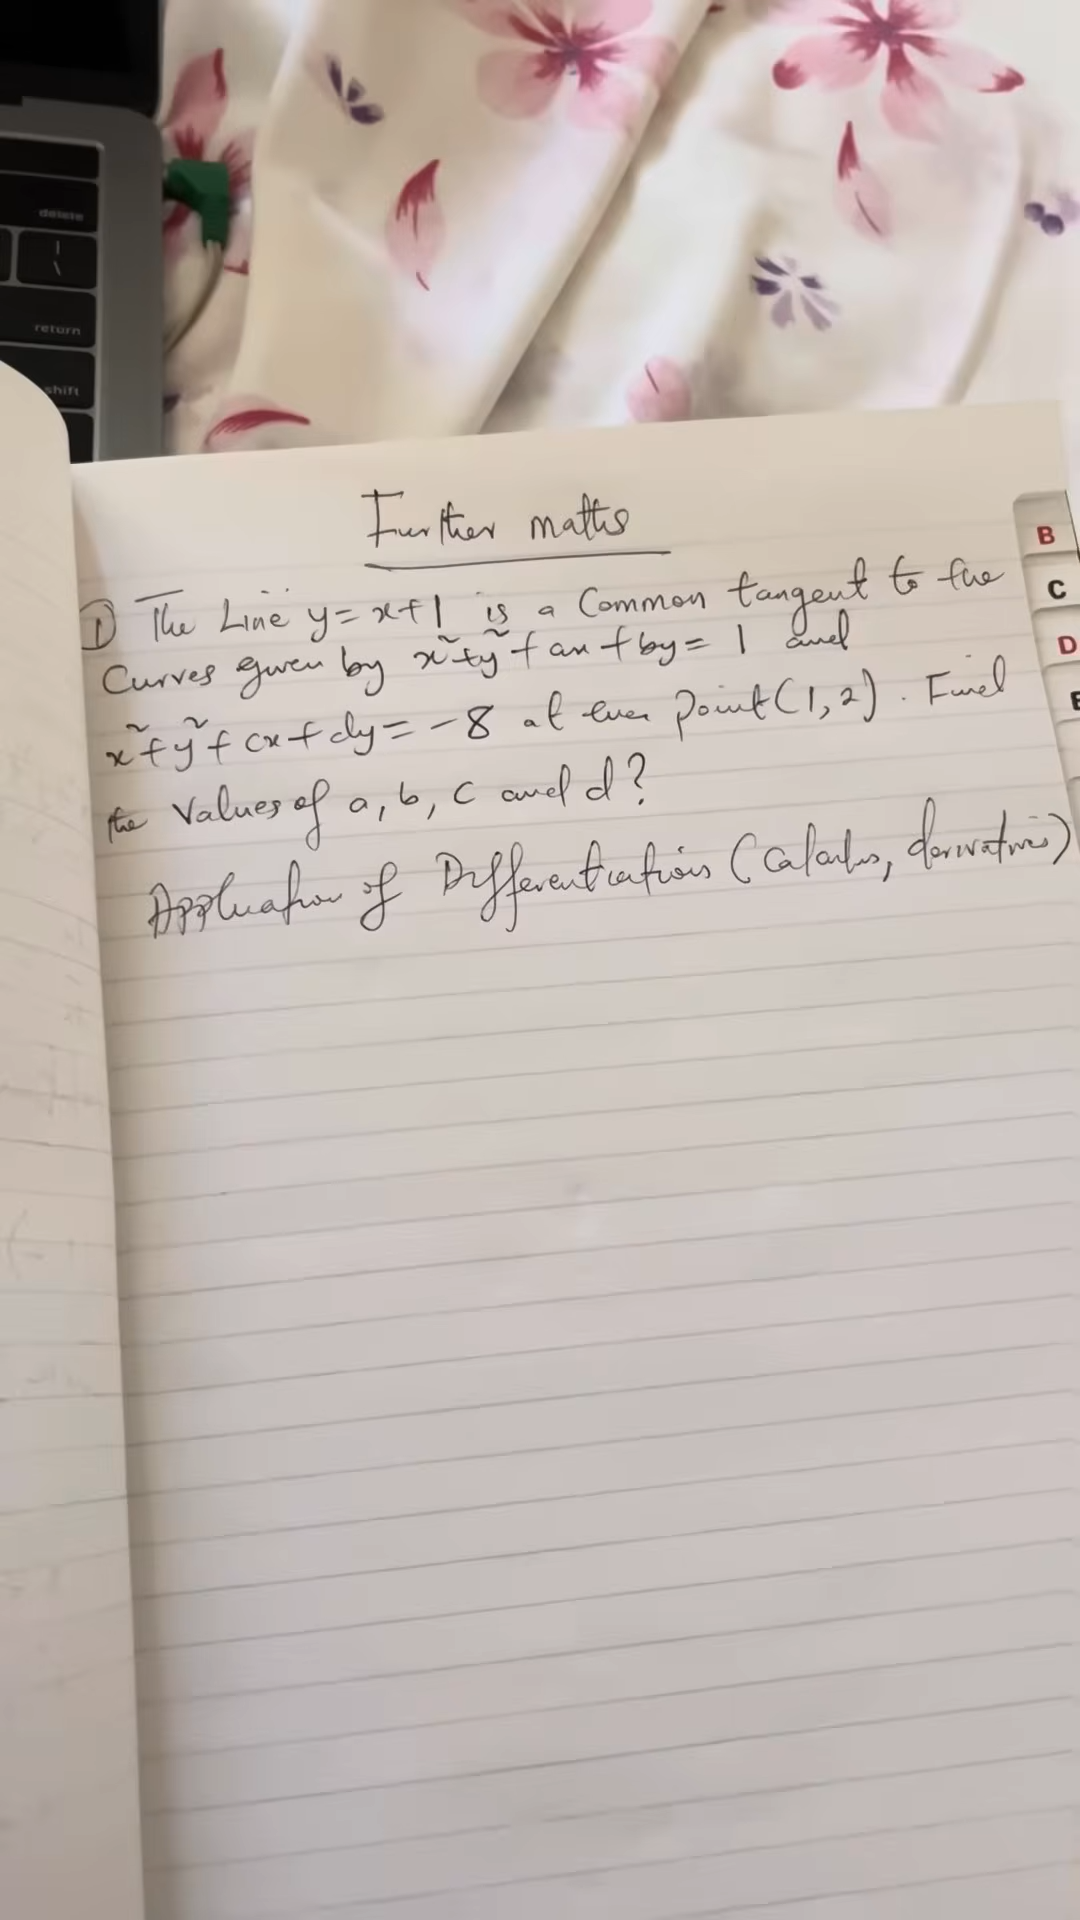 delete
|
\
return
shift
Further maths
① The Line y = x+1 is a Common tangent to the
Curves given by x²+y²+ax+by = 1 and
x²+y²+cx+dy = -8 at the point (1,2). Find
the values of a, b, c and d?
Application of Differentiations (Calculus, derivatives)
B
C
D
E